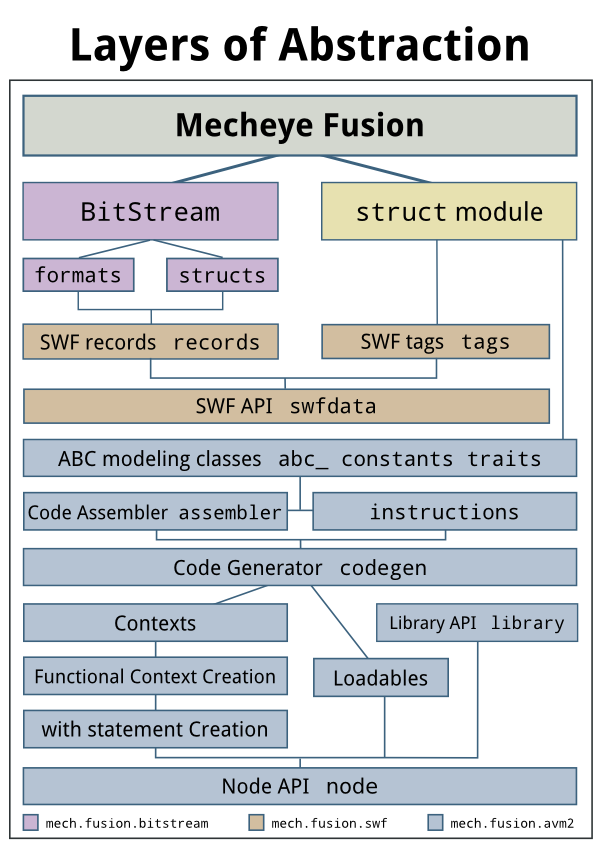 Layers of Abstraction
Mecheye Fusion
BitStream
struct module
formats
structs
SWF records records
SWF tags tags
SWF API swfdata
ABC modeling classes abc_ constants traits
Code Assembler assembler
instructions
Code Generator codegen
Contexts
Library API library
Functional Context Creation
Loadables
with statement Creation
Node API node
mech.fusion.bitstream
mech.fusion.swf
mech.fusion.avm2